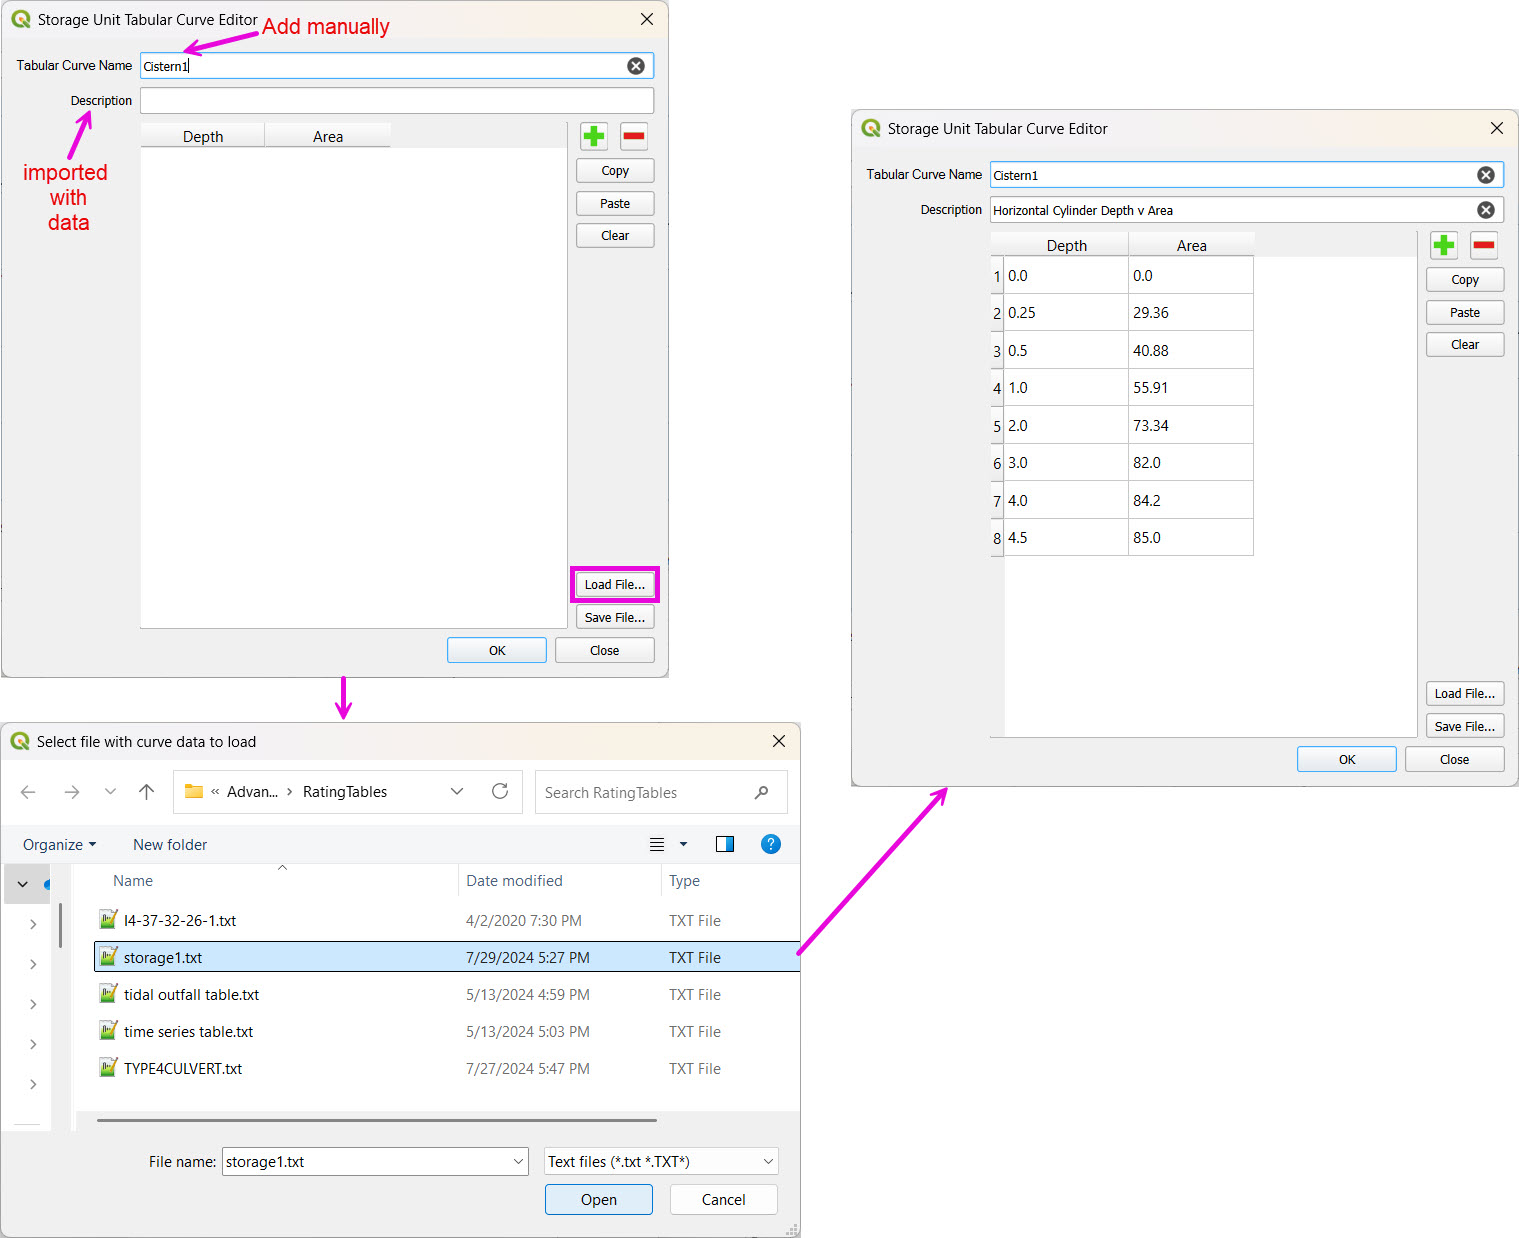 Storage Unit Tabular Curve Editor
Add manually
Tabular Curve Name Cistern1
Description
imported
with
data
Depth Area
Copy
Paste
Clear
Load File...
Save File...
OK Close
Select file with curve data to load
« Advan... › RatingTables
Search RatingTables
Organize New folder
Name Date modified Type
I4-37-32-26-1.txt 4/2/2020 7:30 PM TXT File
storage1.txt 7/29/2024 5:27 PM TXT File
tidal outfall table.txt 5/13/2024 4:59 PM TXT File
time series table.txt 5/13/2024 5:03 PM TXT File
TYPE4CULVERT.txt 7/27/2024 5:47 PM TXT File
File name: storage1.txt Text files (*.txt *.TXT*)
Open Cancel
Storage Unit Tabular Curve Editor
Tabular Curve Name Cistern1
Description Horizontal Cylinder Depth v Area
Depth Area
1 0.0 0.0
2 0.25 29.36
3 0.5 40.88
4 1.0 55.91
5 2.0 73.34
6 3.0 82.0
7 4.0 84.2
8 4.5 85.0
Copy
Paste
Clear
Load File...
Save File...
OK Close